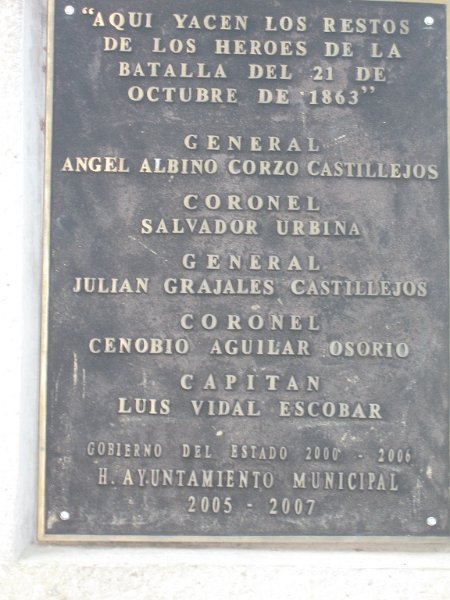 "AQUI YACEN LOS RESTOS
DE LOS HEROES DE LA
BATALLA DEL 21 DE
OCTUBRE DE 1863"
GENERAL
ANGEL ALBINO CORZO CASTILLEJOS
CORONEL
SALVADOR URBINA
GENERAL
JULIAN GRAJALES CASTILLEJOS
CORONEL
CENOBIO AGUILAR OSORIO
CAPITAN
LUIS VIDAL ESCOBAR
GOBIERNO DEL ESTADO 2000 - 2006
H. AYUNTAMIENTO MUNICIPAL
2005 - 2007